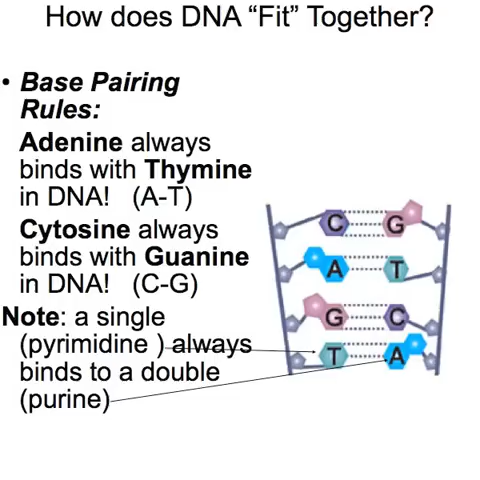 How does DNA “Fit” Together?
• Base Pairing
Rules:
Adenine always
binds with Thymine
in DNA! (A-T)
Cytosine always
binds with Guanine
in DNA! (C-G)
Note: a single
(pyrimidine ) always
binds to a double
(purine)
C G
A T
G C
T A